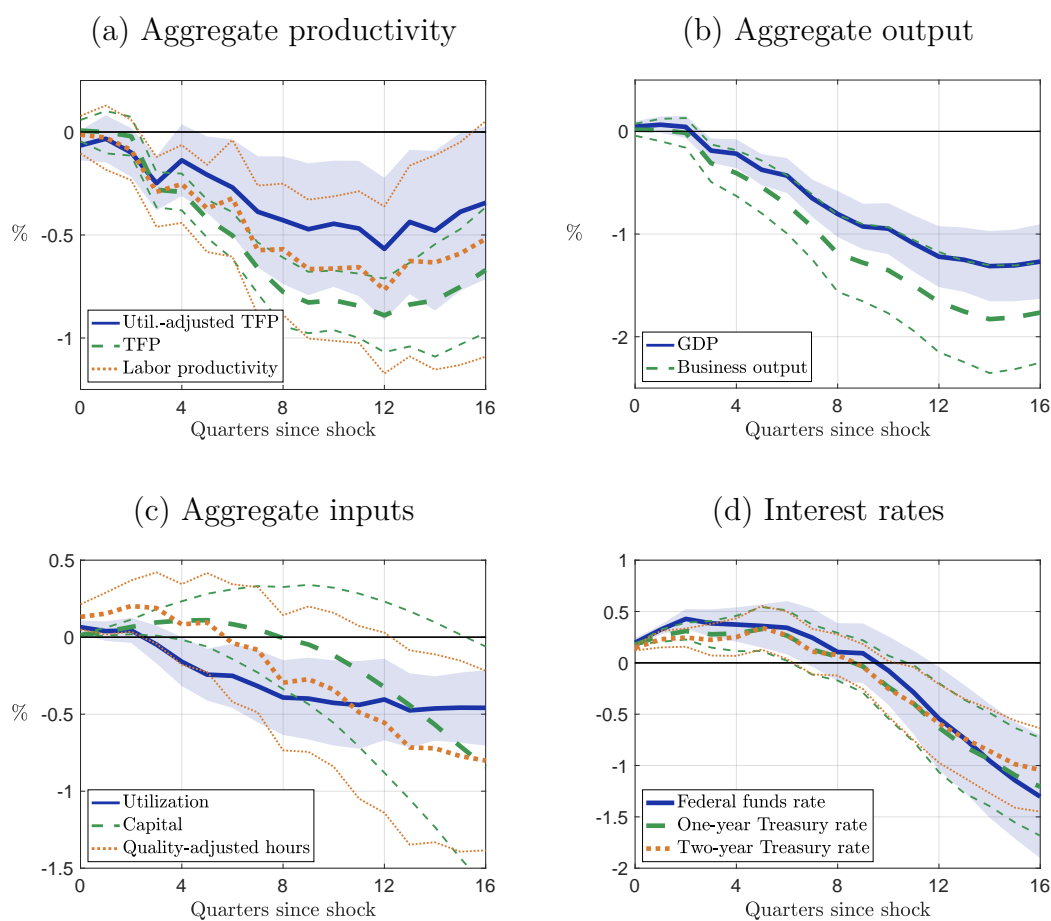 (a) Aggregate productivity
0
-0.5
-1
%
Util.-adjusted TFP
TFP
Labor productivity
0 4 8 12 16
Quarters since shock
(b) Aggregate output
0
-1
-2
%
GDP
Business output
0 4 8 12 16
Quarters since shock
(c) Aggregate inputs
0.5
0
-0.5
-1
-1.5
%
Utilization
Capital
Quality-adjusted hours
0 4 8 12 16
Quarters since shock
(d) Interest rates
1
0.5
0
-0.5
-1
-1.5
-2
Federal funds rate
One-year Treasury rate
Two-year Treasury rate
0 4 8 12 16
Quarters since shock